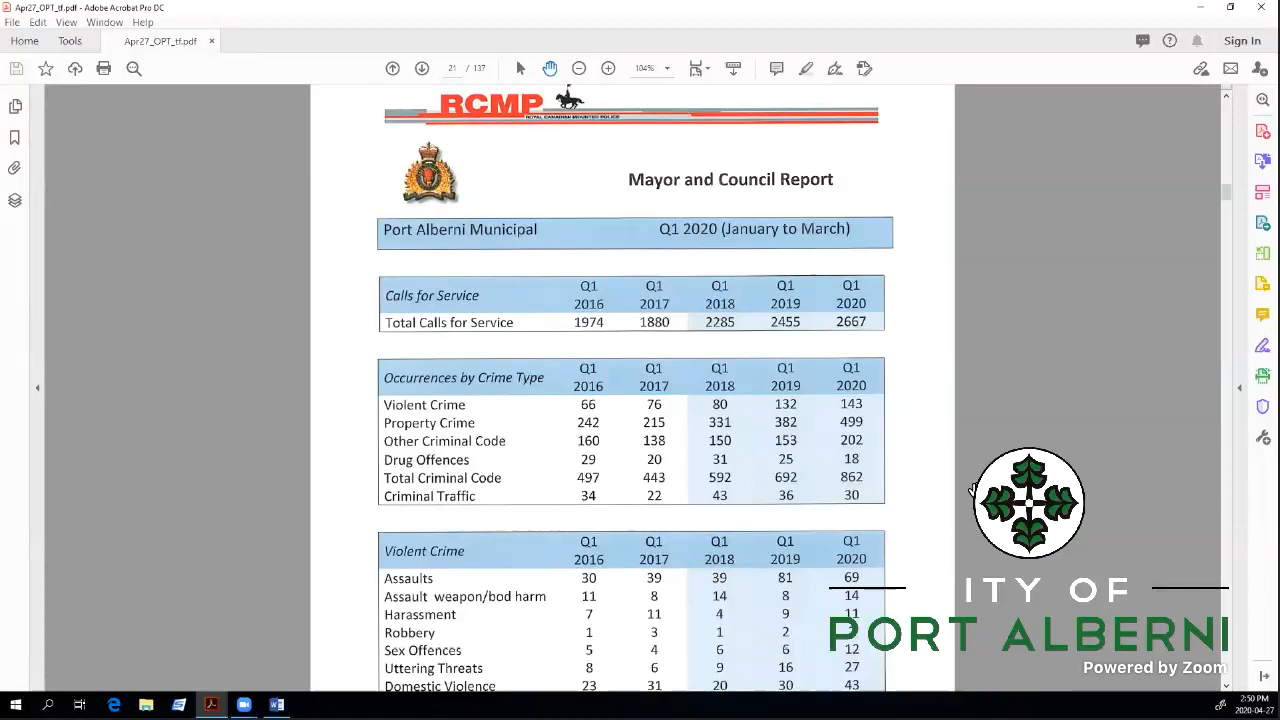 Apr27_OPT_tf.pdf - Adobe Acrobat Pro DC
File Edit View Window Help
Home Tools Apr27_OPT_tf.pdf × Sign In
21 / 137 104%
RCMP
ROYAL CANADIAN MOUNTED POLICE
Mayor and Council Report
Port Alberni Municipal Q1 2020 (January to March)
Calls for Service Q1 2016 Q1 2017 Q1 2018 Q1 2019 Q1 2020
Total Calls for Service 1974 1880 2285 2455 2667
Occurrences by Crime Type Q1 2016 Q1 2017 Q1 2018 Q1 2019 Q1 2020
Violent Crime 66 76 80 132 143
Property Crime 242 215 331 382 499
Other Criminal Code 160 138 150 153 202
Drug Offences 29 20 31 25 18
Total Criminal Code 497 443 592 692 862
Criminal Traffic 34 22 43 36 30
Violent Crime Q1 2016 Q1 2017 Q1 2018 Q1 2019 Q1 2020
Assaults 30 39 39 81 69
Assault weapon/bod harm 11 8 14 8 14
Harassment 7 11 4 9 11
Robbery 1 3 1 2
Sex Offences 5 4 6 6 12
Uttering Threats 8 6 9 16 27
Domestic Violence 23 31 20 30 43
ITY OF
PORT ALBERNI
Powered by Zoom
2:50 PM
2020-04-27